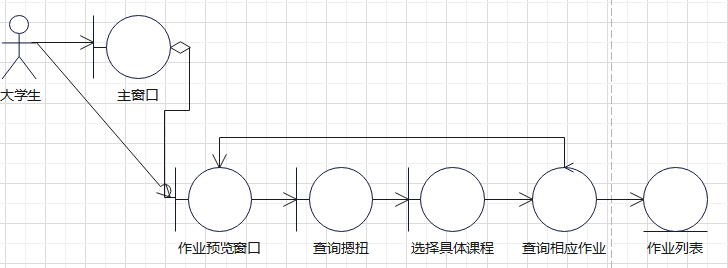 大学生
主窗口
作业预览窗口
查询摁扭
选择具体课程
查询相应作业
作业列表